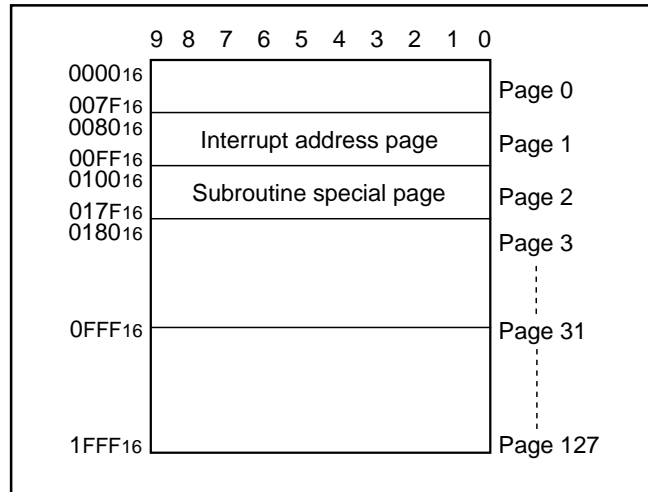 9 8 7 6 5 4 3 2 1 0
000016
Page 0
007F16
008016
Interrupt address page
Page 1
00FF16
010016
Subroutine special page
Page 2
017F16
018016
Page 3
0FFF16
Page 31
1FFF16
Page 127